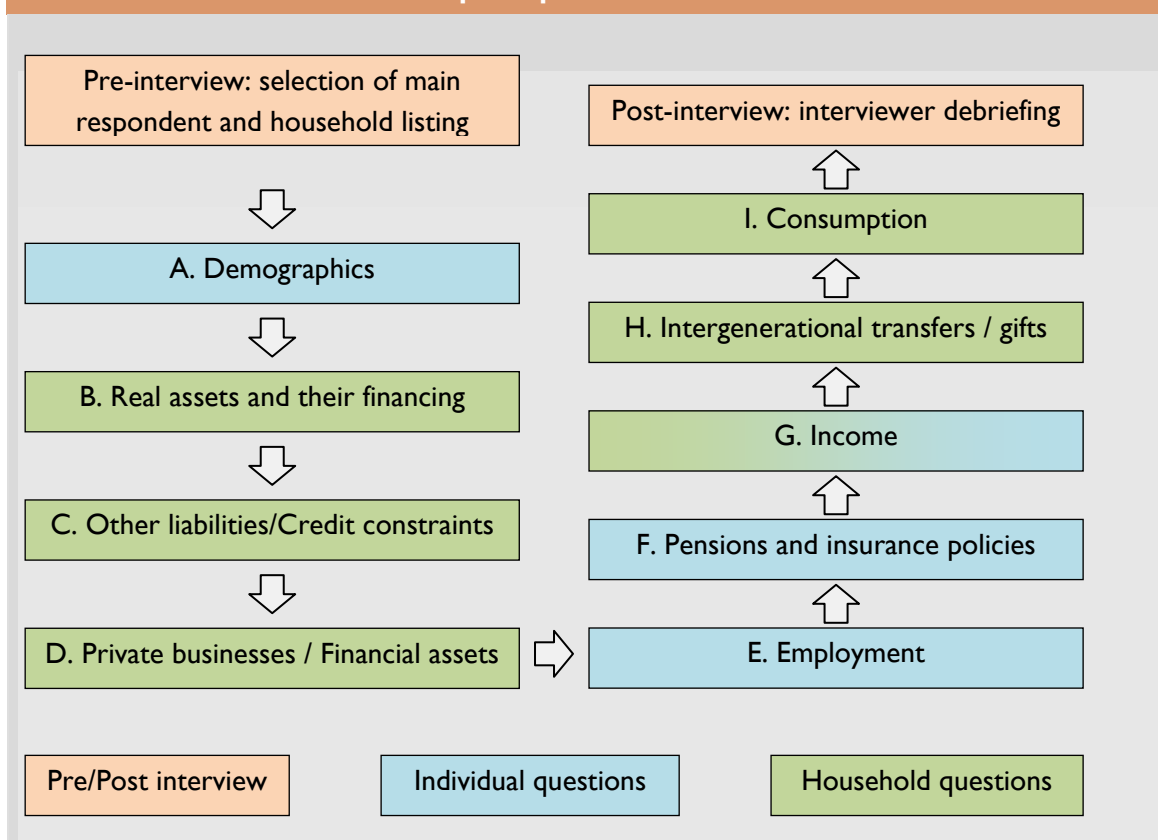 Pre-interview: selection of main
respondent and household listing
A. Demographics
B. Real assets and their financing
C. Other liabilities/Credit constraints
D. Private businesses / Financial assets
Post-interview: interviewer debriefing
I. Consumption
H. Intergenerational transfers / gifts
G. Income
F. Pensions and insurance policies
E. Employment
Pre/Post interview
Individual questions
Household questions